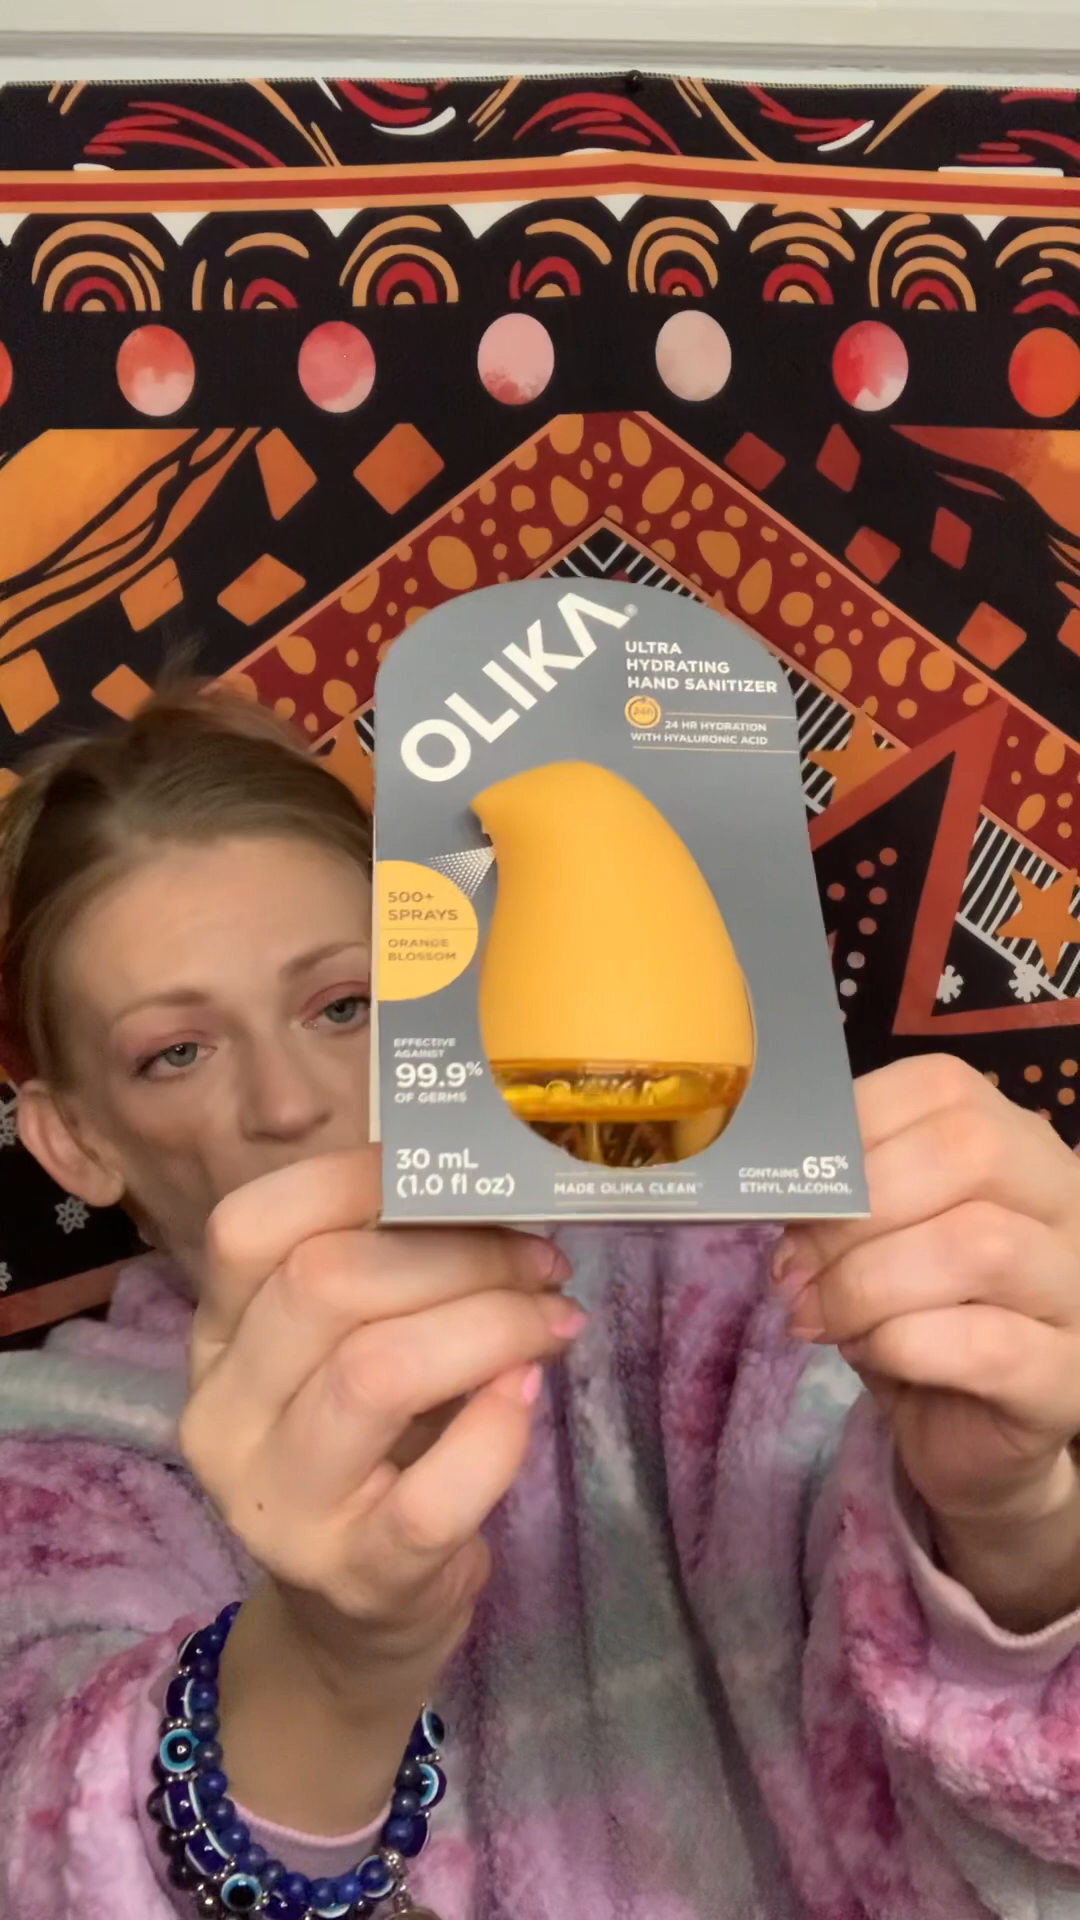 OLIKA®
ULTRA
HYDRATING
HAND SANITIZER
24h
24 HR HYDRATION
WITH HYALURONIC ACID
500+
SPRAYS
ORANGE
BLOSSOM
EFFECTIVE
AGAINST
99.9%
OF GERMS
30 mL
(1.0 fl oz)
MADE OLIKA CLEAN™
CONTAINS 65%
ETHYL ALCOHOL